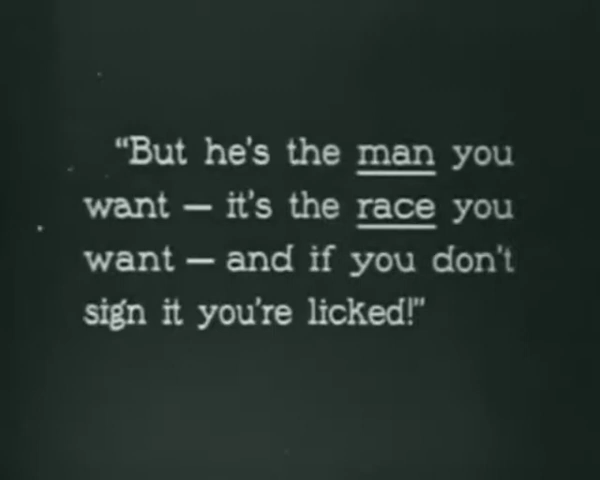 “But he's the man you
want — it's the race you
want — and if you don't
sign it you're licked!”